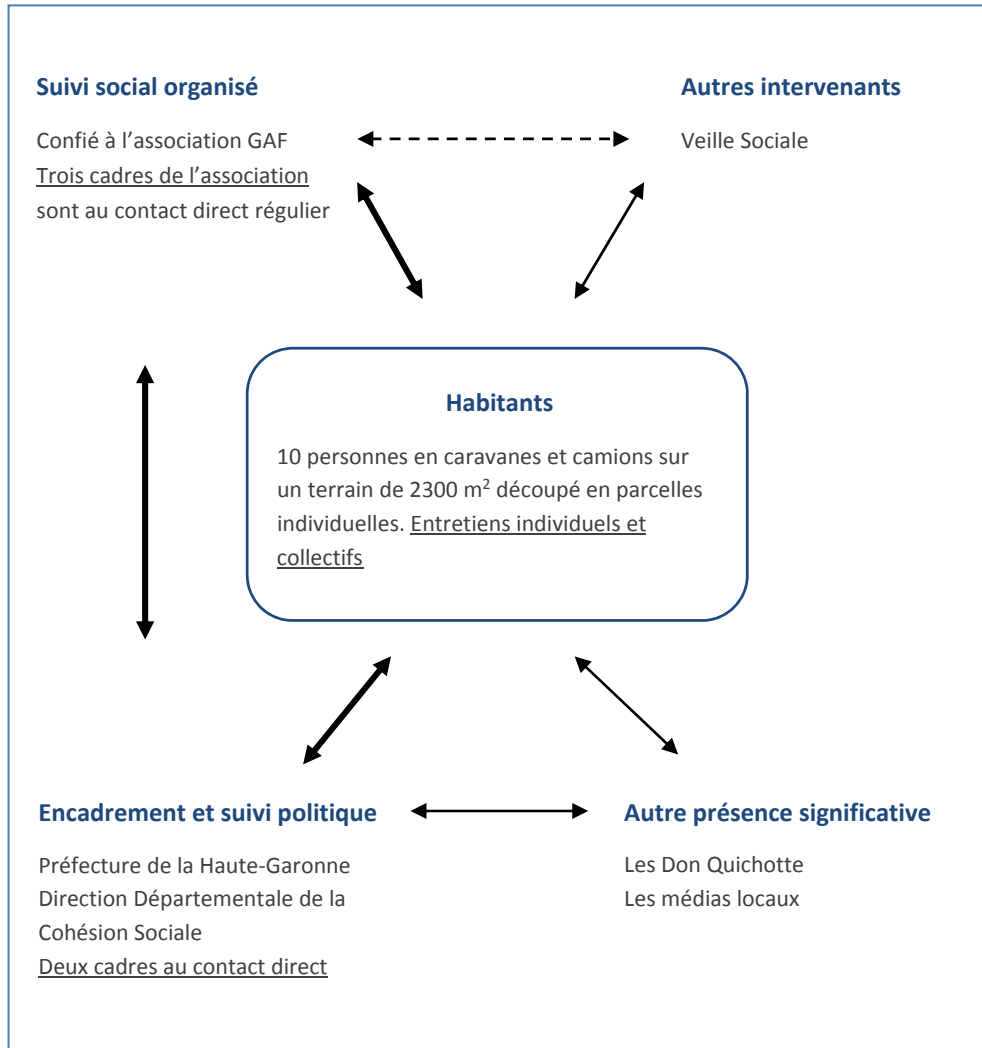 Suivi social organisé
Confié à l’association GAF
Trois cadres de l’association
sont au contact direct régulier
Autres intervenants
Veille Sociale
Habitants
10 personnes en caravanes et camions sur
un terrain de 2300 m² découpé en parcelles
individuelles. Entretiens individuels et
collectifs
Encadrement et suivi politique
Préfecture de la Haute-Garonne
Direction Départementale de la
Cohésion Sociale
Deux cadres au contact direct
Autre présence significative
Les Don Quichotte
Les médias locaux